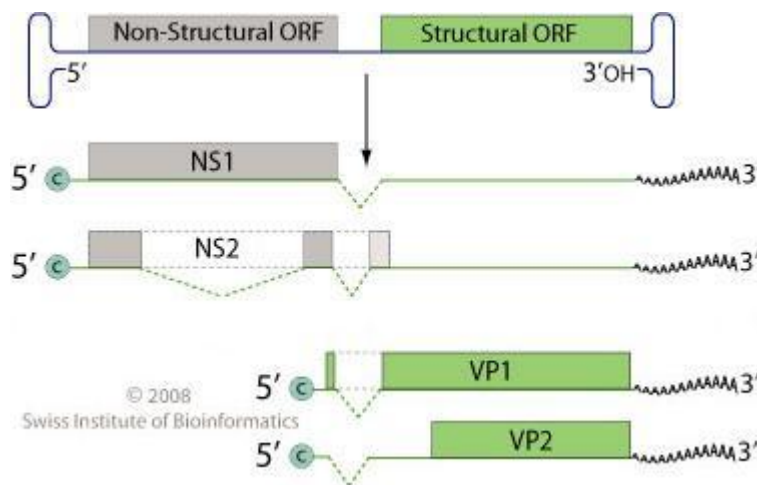 Non-Structural ORF Structural ORF
5' 3'OH
5' C NS1 3'
5' C NS2 3'
5' C VP1 3'
© 2008
Swiss Institute of Bioinformatics
5' C VP2 3'